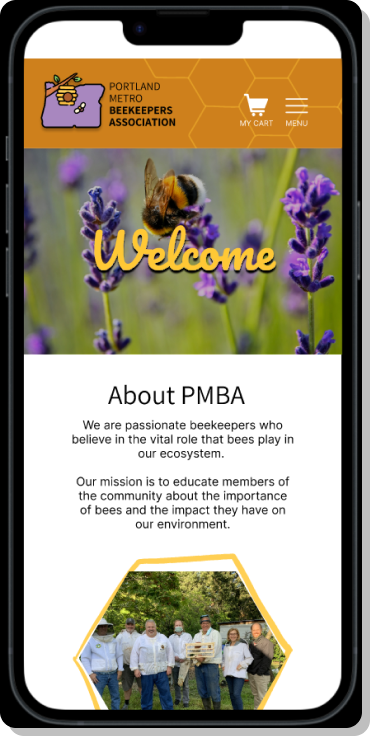 PORTLAND
METRO
BEEKEEPERS
ASSOCIATION
MY CART
MENU
Welcome
About PMBA
We are passionate beekeepers who
believe in the vital role that bees play in
our ecosystem.
Our mission is to educate members of
the community about the importance
of bees and the impact they have on
our environment.